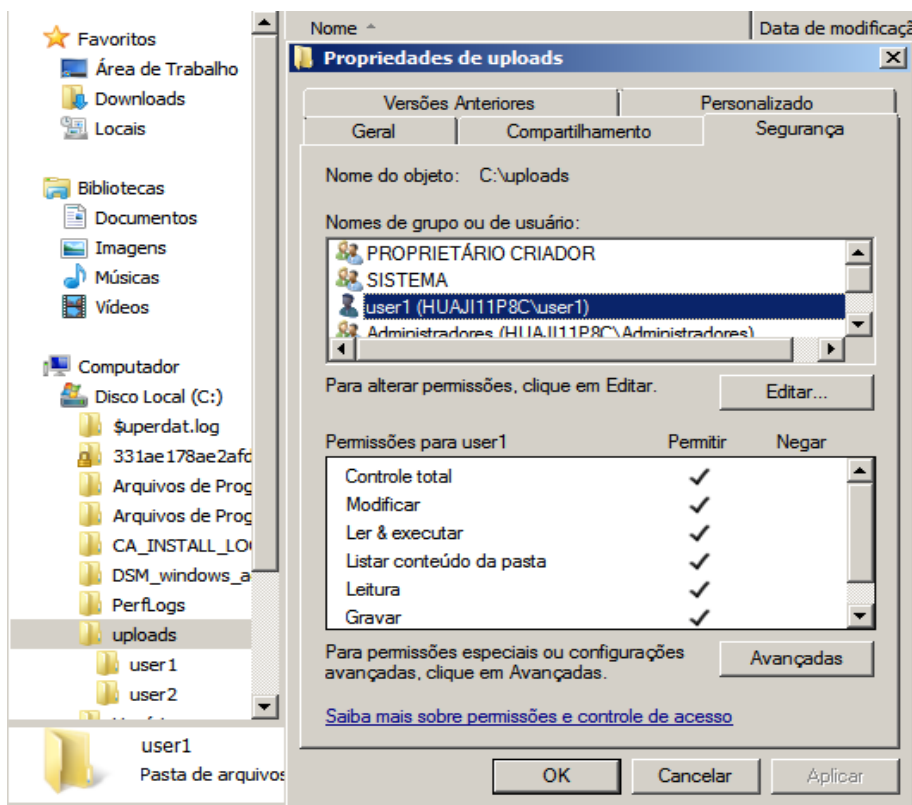 Favoritos
Área de Trabalho
Downloads
Locais
Bibliotecas
Documentos
Imagens
Músicas
Vídeos
Computador
Disco Local (C:)
$uperdat.log
331ae178ae2afd
Arquivos de Prog
Arquivos de Prog
CA_INSTALL_LO
DSM_windows_a
PerfLogs
uploads
user1
user2
user1
Pasta de arquivos
Nome
Data de modificaçã
Propriedades de uploads
Versões Anteriores
Personalizado
Geral
Compartilhamento
Segurança
Nome do objeto: C:\uploads
Nomes de grupo ou de usuário:
PROPRIETÁRIO CRIADOR
SISTEMA
user1 (HUAJI11P8C\user1)
Administradores (HUAJI11P8C\Administradores)
Para alterar permissões, clique em Editar.
Editar...
Permissões para user1 Permitir Negar
Controle total
Modificar
Ler & executar
Listar conteúdo da pasta
Leitura
Gravar
Para permissões especiais ou configurações
avançadas, clique em Avançadas.
Avançadas
Saiba mais sobre permissões e controle de acesso
OK
Cancelar
Aplicar